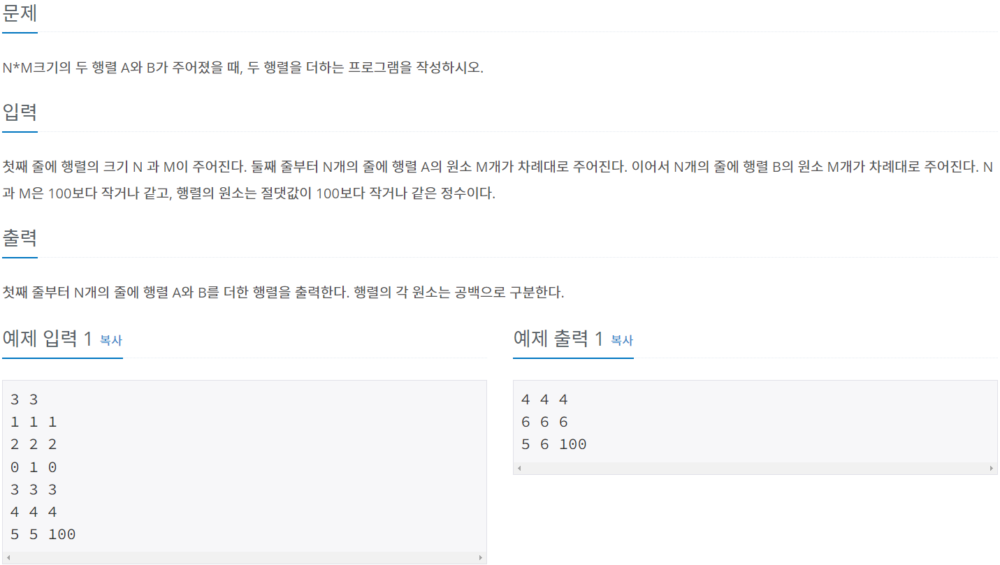 문제
N*M크기의 두 행렬 A와 B가 주어졌을 때, 두 행렬을 더하는 프로그램을 작성하시오.
입력
첫째 줄에 행렬의 크기 N 과 M이 주어진다. 둘째 줄부터 N개의 줄에 행렬 A의 원소 M개가 차례대로 주어진다. 이어서 N개의 줄에 행렬 B의 원소 M개가 차례대로 주어진다. N
과 M은 100보다 작거나 같고, 행렬의 원소는 절댓값이 100보다 작거나 같은 정수이다.
출력
첫째 줄부터 N개의 줄에 행렬 A와 B를 더한 행렬을 출력한다. 행렬의 각 원소는 공백으로 구분한다.
예제 입력 1 복사
3 3
1 1 1
2 2 2
0 1 0
3 3 3
4 4 4
5 5 100
예제 출력 1 복사
4 4 4
6 6 6
5 6 100